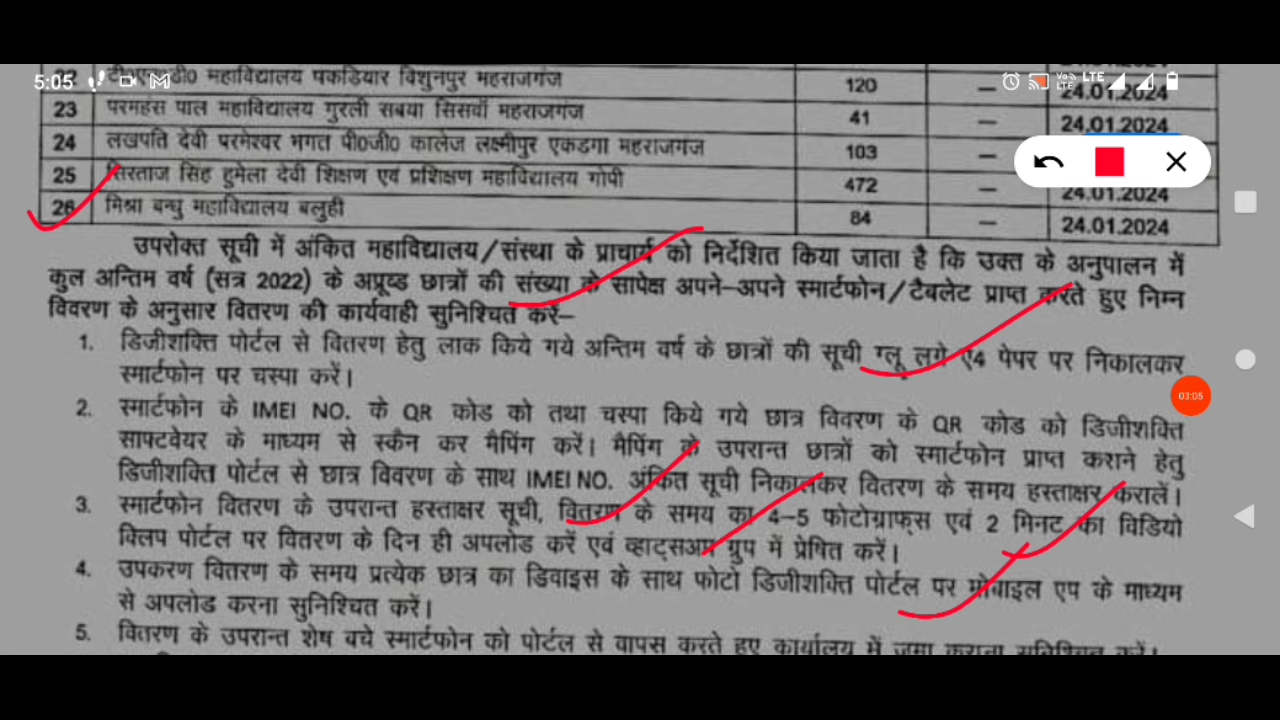 5:05
LTE
22 महाविद्यालय पकडियार विशुनपुर महराजगंज 120 — 24.01.2024
23 परमहंस पाल महाविद्यालय गुरली सबया सिसवॉ महराजगंज 41 — 24.01.2024
24 लखपति देवी परमेश्वर भगत पी0जी0 कालेज लक्ष्मीपुर एकडगा महराजगंज 103 —
25 सिरताज सिंह हुमेला देवी शिक्षण एवं प्रशिक्षण महाविद्यालय गोपी 472 — 24.01.2024
26 मिश्रा बन्धु महाविद्यालय बलुही 84 — 24.01.2024
उपरोक्त सूची में अंकित महाविद्यालय/संस्था के प्राचार्य को निर्देशित किया जाता है कि उक्त के अनुपालन में
कुल अन्तिम वर्ष (सत्र 2022) के अप्रूव्ड छात्रों की संख्या के सापेक्ष अपने–अपने स्मार्टफोन/टैबलेट प्राप्त करते हुए निम्न
विवरण के अनुसार वितरण की कार्यवाही सुनिश्चित करें–
1. डिजीशक्ति पोर्टल से वितरण हेतु लाक किये गये अन्तिम वर्ष के छात्रों की सूची ग्लू लगे ए4 पेपर पर निकालकर
स्मार्टफोन पर चस्पा करें।
2. स्मार्टफोन के IMEI NO. के QR कोड को तथा चस्पा किये गये छात्र विवरण के QR कोड को डिजीशक्ति
साफ्टवेयर के माध्यम से स्कैन कर मैपिंग करें। मैपिंग के उपरान्त छात्रों को स्मार्टफोन प्राप्त कराने हेतु
डिजीशक्ति पोर्टल से छात्र विवरण के साथ IMEI NO. अंकित सूची निकालकर वितरण के समय हस्ताक्षर करालें।
3. स्मार्टफोन वितरण के उपरान्त हस्ताक्षर सूची, वितरण के समय का 4–5 फोटोग्राफ्स एवं 2 मिनट का विडियो
क्लिप पोर्टल पर वितरण के दिन ही अपलोड करें एवं व्हाट्सअप ग्रुप में प्रेषित करें।
4. उपकरण वितरण के समय प्रत्येक छात्र का डिवाइस के साथ फोटो डिजीशक्ति पोर्टल पर मोबाइल एप के माध्यम
से अपलोड करना सुनिश्चित करें।
5. वितरण के उपरान्त शेष बचे स्मार्टफोन को पोर्टल से वापस करते हुए कार्यालय में जमा कराना सुनिश्चित करें।
03:05